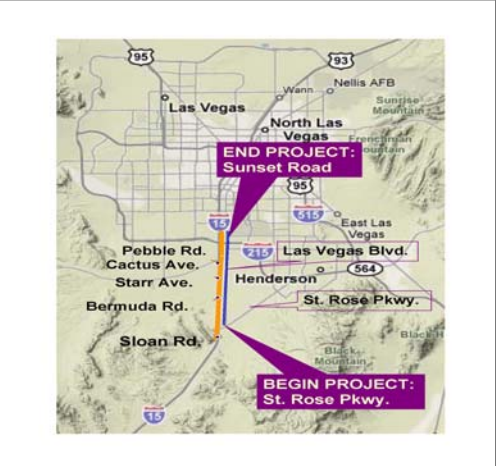 95
93
Nellis AFB
Wann
Las Vegas
Sunrise
Mountain
North Las
Vegas
Frenchman
Mountain
END PROJECT:
Sunset Road
95
15
515
East Las
Vegas
Pebble Rd.
215
Las Vegas Blvd.
Cactus Ave.
Starr Ave.
Henderson
564
Bermuda Rd.
St. Rose Pkwy.
Sloan Rd.
Black
Mountain
Black H
BEGIN PROJECT:
St. Rose Pkwy.
15